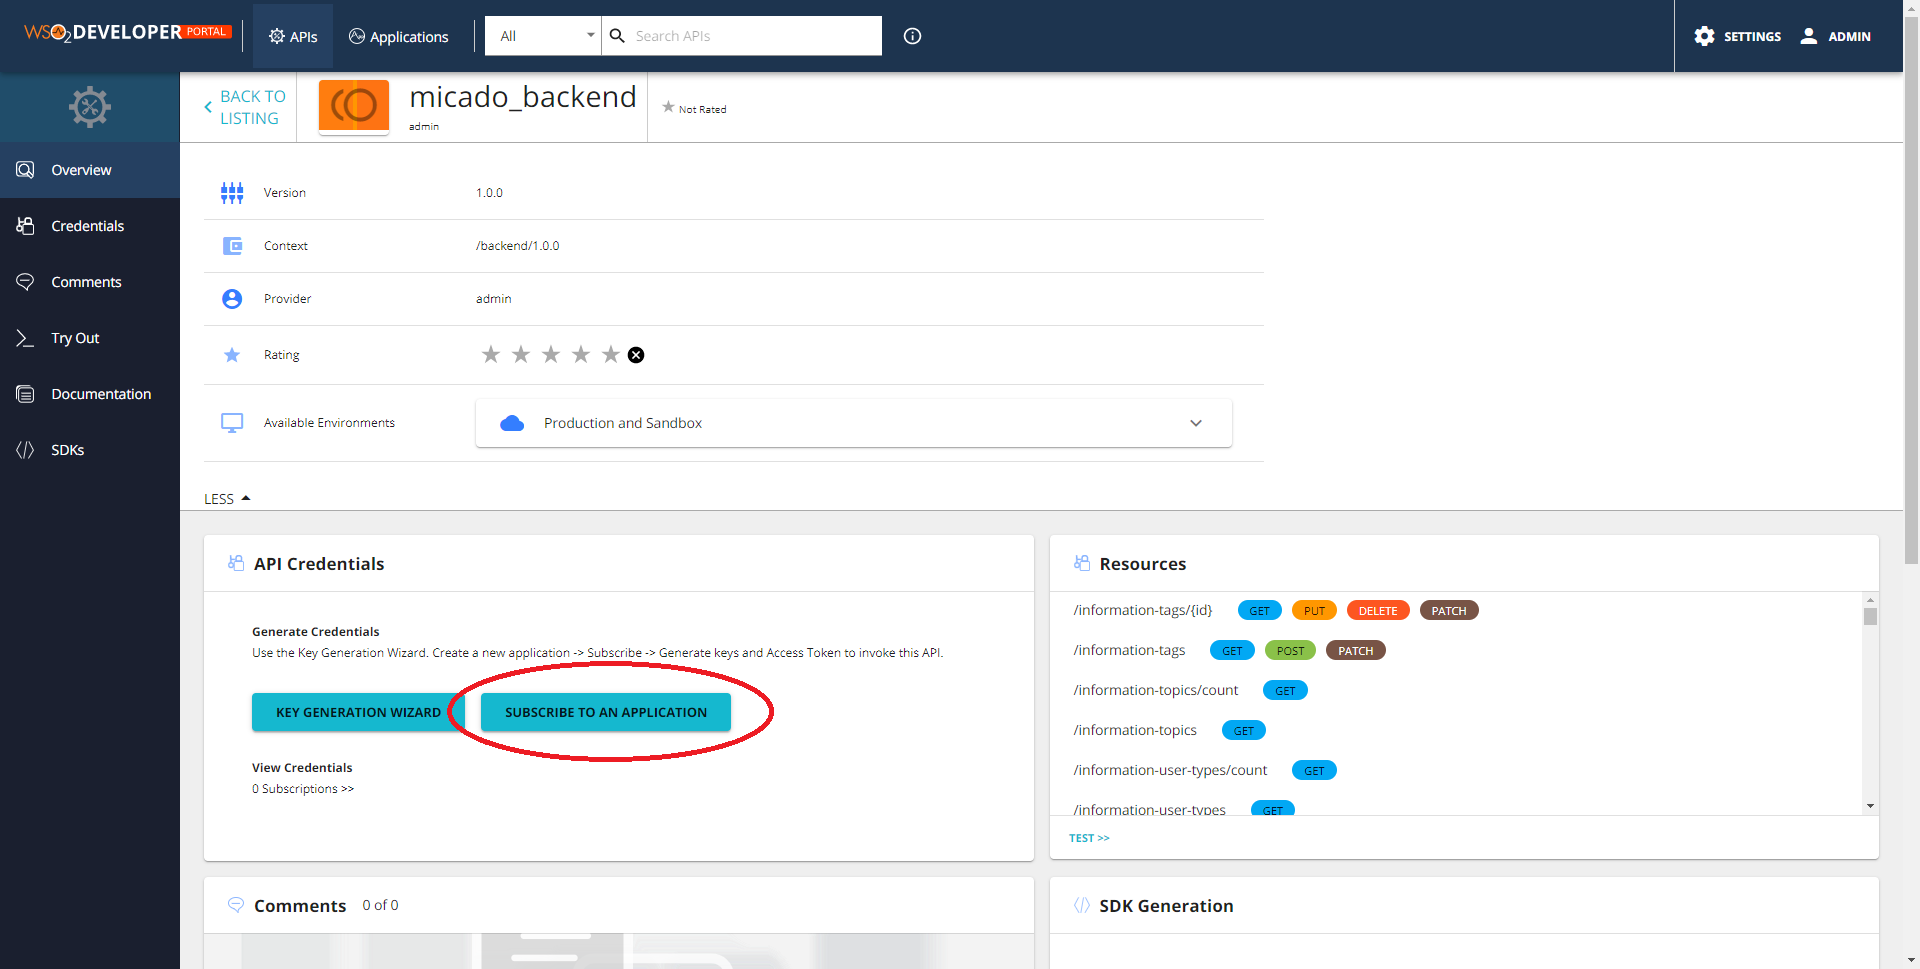 WSO2 DEVELOPER PORTAL
APIs
Applications
All
Search APIs
SETTINGS
ADMIN
BACK TO
LISTING
micado_backend
admin
Not Rated
Overview
Credentials
Comments
Try Out
Documentation
SDKs
Version 1.0.0
Context /backend/1.0.0
Provider admin
Rating
Available Environments Production and Sandbox
LESS
API Credentials
Generate Credentials
Use the Key Generation Wizard. Create a new application -> Subscribe -> Generate keys and Access Token to invoke this API.
KEY GENERATION WIZARD SUBSCRIBE TO AN APPLICATION
View Credentials
0 Subscriptions >>
Resources
/information-tags/{id} GET PUT DELETE PATCH
/information-tags GET POST PATCH
/information-topics/count GET
/information-topics GET
/information-user-types/count GET
/information-user-types GET
TEST >>
Comments 0 of 0
SDK Generation